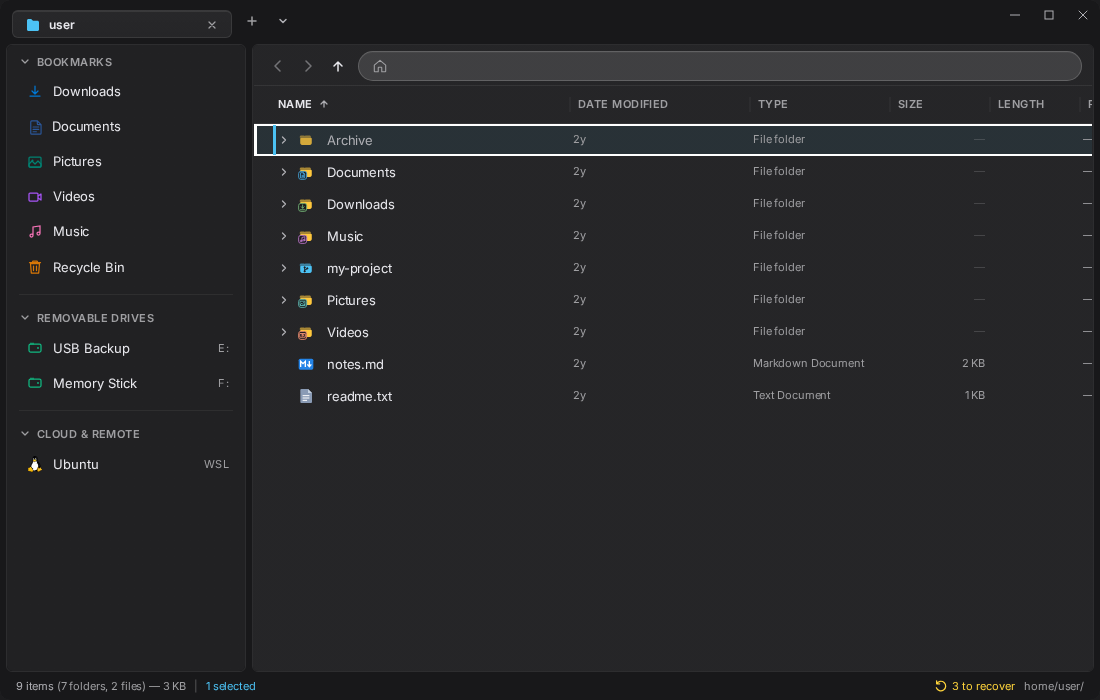 user
BOOKMARKS
Downloads
Documents
Pictures
Videos
Music
Recycle Bin
REMOVABLE DRIVES
USB Backup E:
Memory Stick F:
CLOUD & REMOTE
Ubuntu WSL
NAME DATE MODIFIED TYPE SIZE LENGTH
Archive 2y File folder —
Documents 2y File folder —
Downloads 2y File folder —
Music 2y File folder —
my-project 2y File folder —
Pictures 2y File folder —
Videos 2y File folder —
notes.md 2y Markdown Document 2 KB
readme.txt 2y Text Document 1 KB
9 items (7 folders, 2 files) — 3 KB 1 selected 3 to recover home/user/